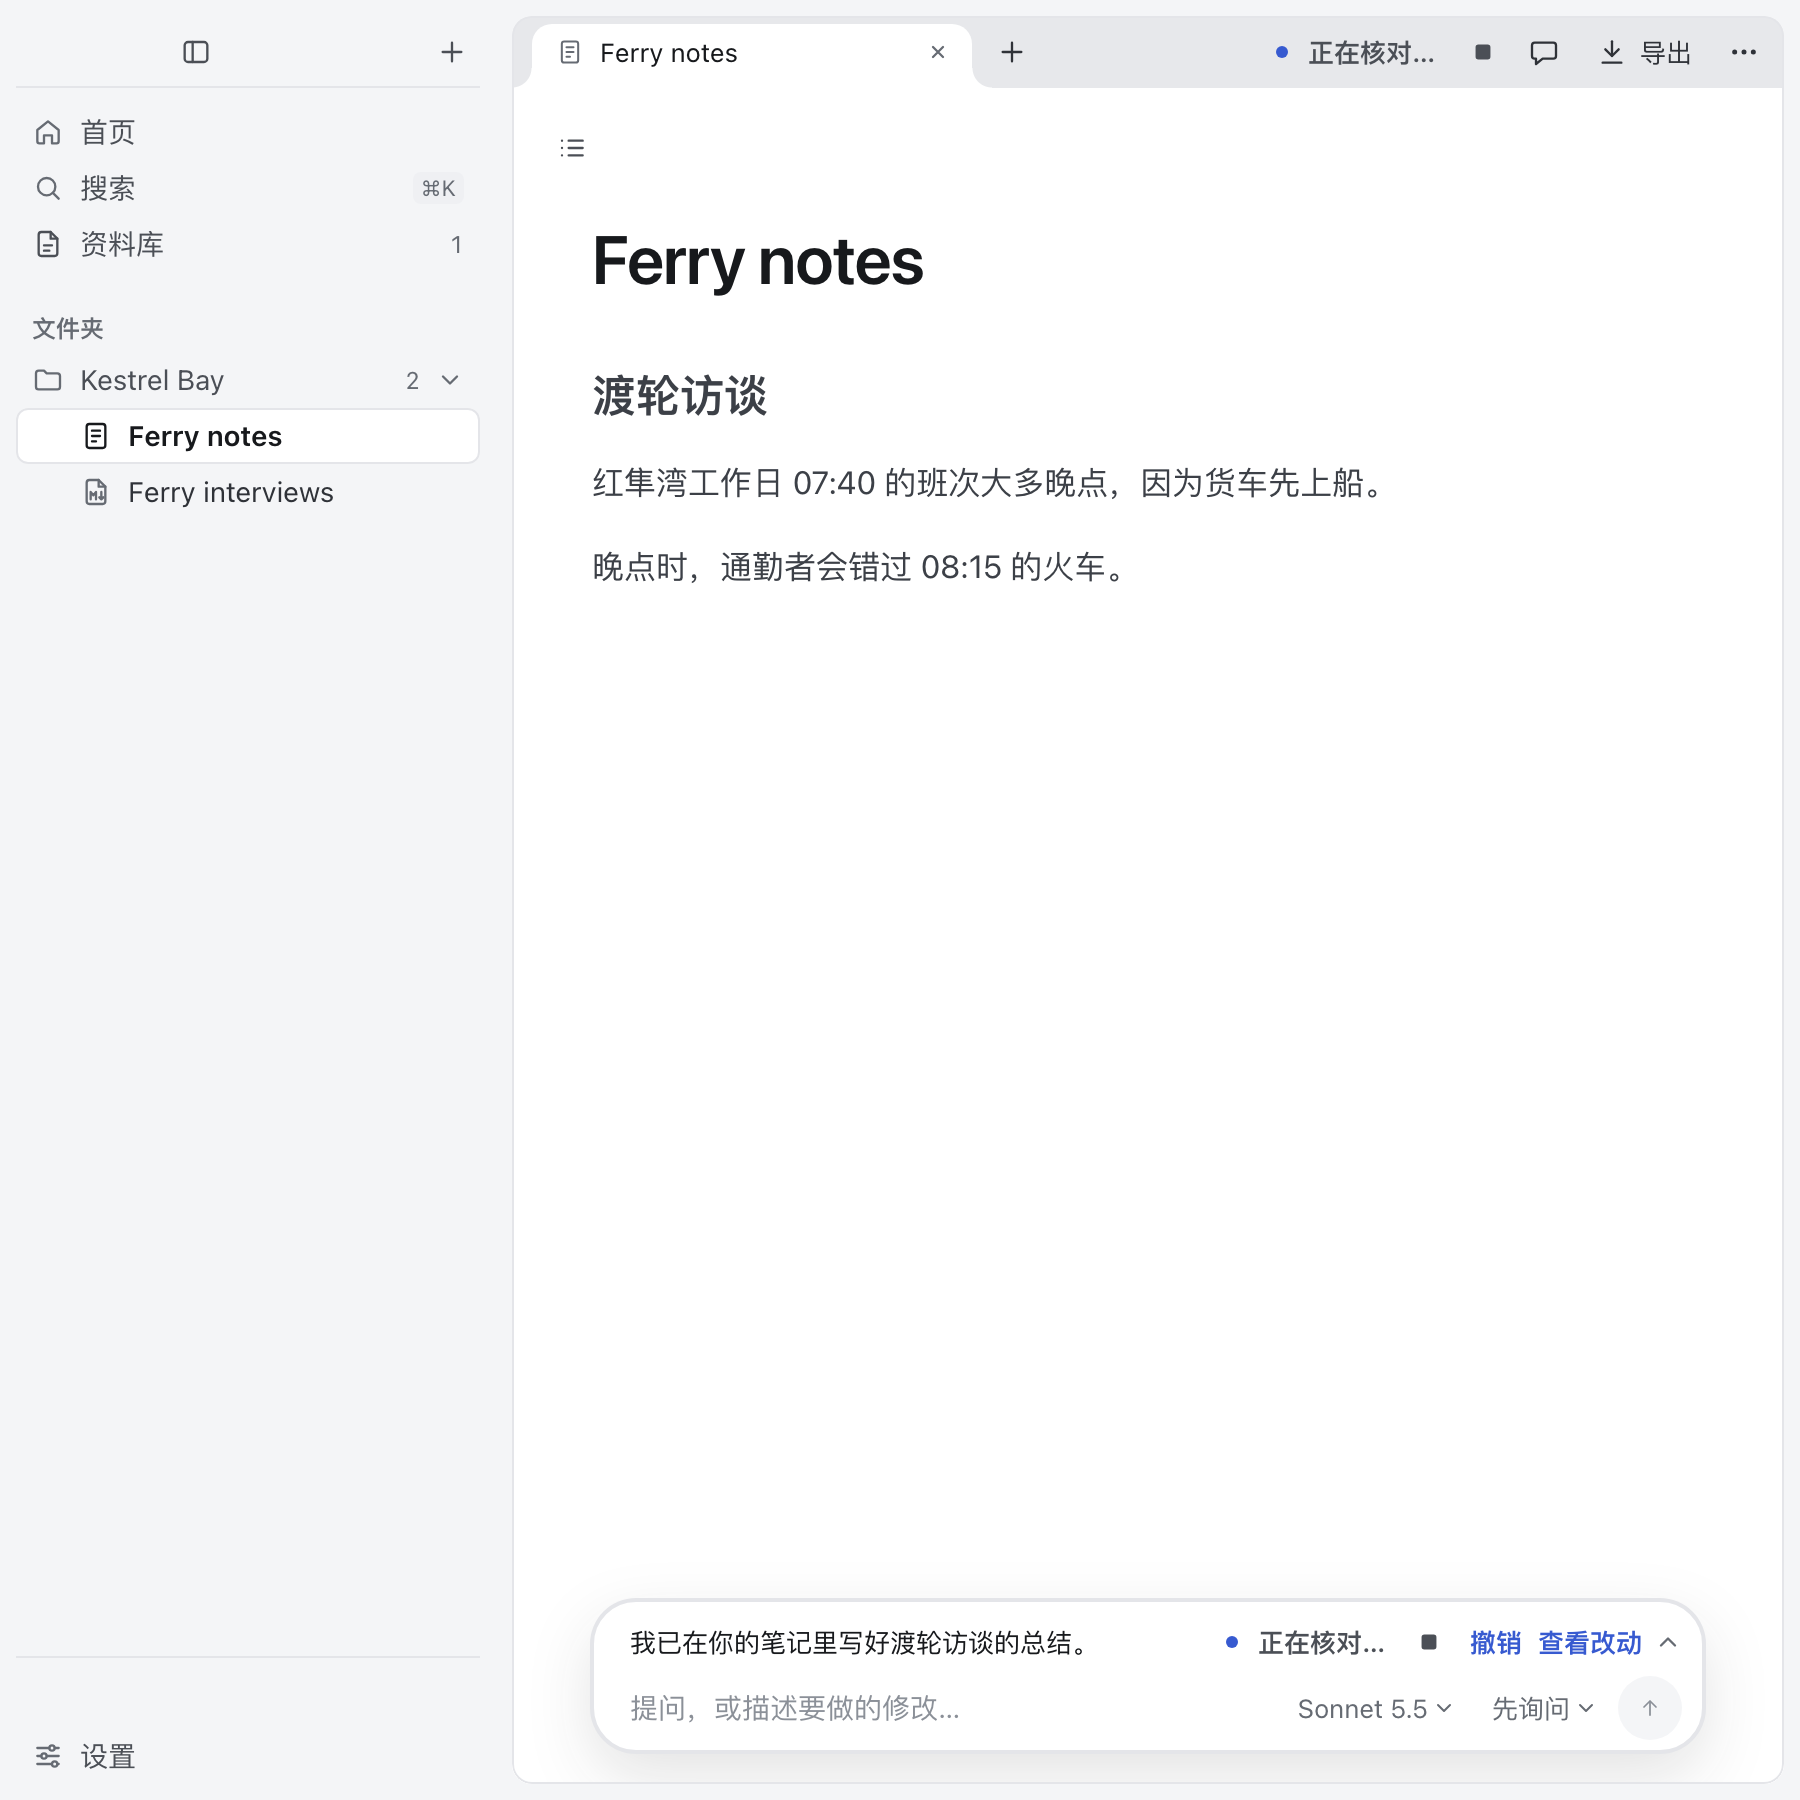 首页
搜索 ⌘K
资料库 1
文件夹
Kestrel Bay 2
Ferry notes
Ferry interviews
设置
Ferry notes
正在核对...
导出
Ferry notes
渡轮访谈
红隼湾工作日 07:40 的班次大多晚点，因为货车先上船。
晚点时，通勤者会错过 08:15 的火车。
我已在你的笔记里写好渡轮访谈的总结。 正在核对... 撤销 查看改动
提问，或描述要做的修改... Sonnet 5.5 先询问